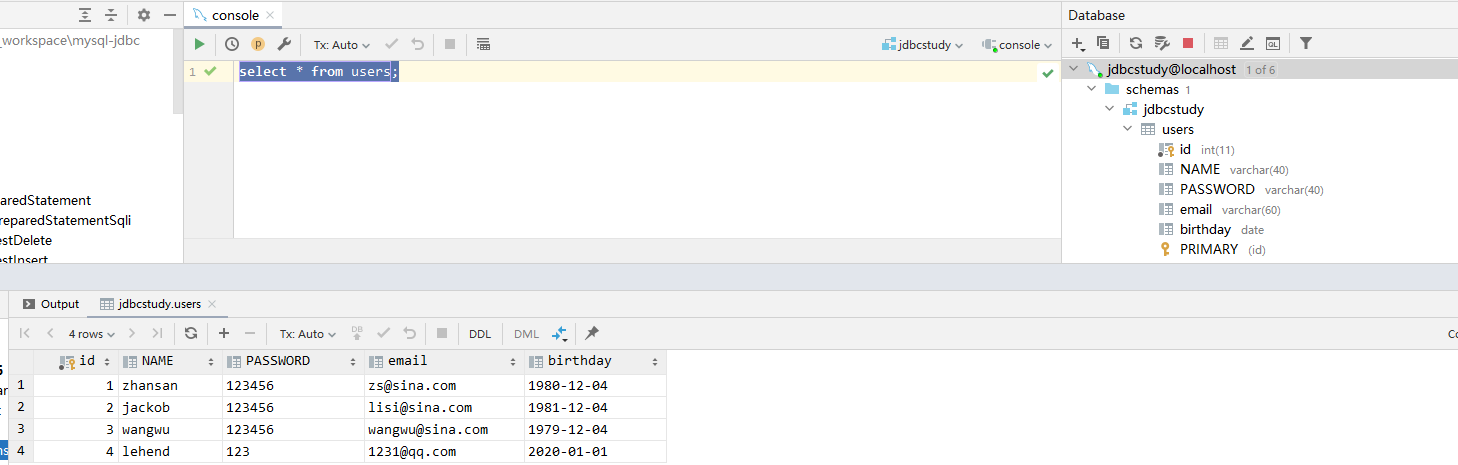 console
Database
_workspace\mysql-jdbc
Tx: Auto
jdbcstudy
console
1 select * from users;
jdbcstudy@localhost 1 of 6
schemas 1
jdbcstudy
users
id int(11)
NAME varchar(40)
PASSWORD varchar(40)
email varchar(60)
birthday date
PRIMARY (id)
aredStatement
reparedStatementSqli
estDelete
estInsert
Output jdbcstudy.users
4 rows Tx: Auto DB DDL DML Co
id NAME PASSWORD email birthday
1 1 zhansan 123456 zs@sina.com 1980-12-04
2 2 jackob 123456 lisi@sina.com 1981-12-04
3 3 wangwu 123456 wangwu@sina.com 1979-12-04
4 4 lehend 123 1231@qq.com 2020-01-01